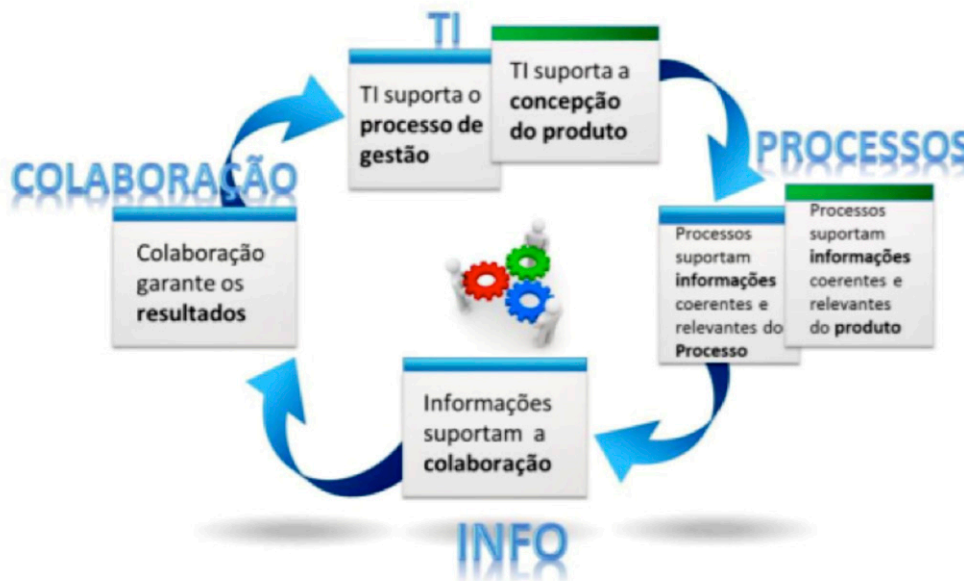 TI
TI suporta o
processo de
gestão
TI suporta a
concepção
do produto
PROCESSOS
Processos
suportam
informações
coerentes e
relevantes do
Processo
Processos
suportam
informações
coerentes e
relevantes
do produto
INFO
Informações
suportam a
colaboração
COLABORAÇÃO
Colaboração
garante os
resultados